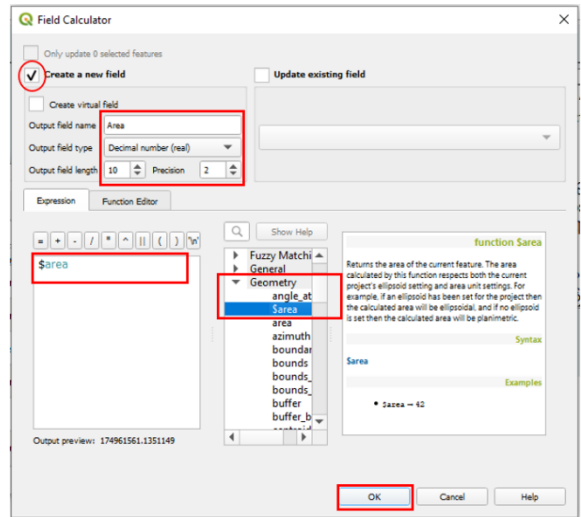 Field Calculator
Only update 0 selected features
Create a new field
Update existing field
Create virtual field
Output field name Area
Output field type Decimal number (real)
Output field length 10 Precision 2
Expression Function Editor
= + - / * ^ || ( ) '\n'
$area
Output preview: 174961561.1351149
Show Help
Fuzzy Matchi
General
Geometry
angle_at
$area
area
azimuth
boundar
bounds
bounds_
bounds_
buffer
buffer_b
centroid
function $area
Returns the area of the current feature. The area
calculated by this function respects both the current
project's ellipsoid setting and area unit settings. For
example, if an ellipsoid has been set for the project then
the calculated area will be ellipsoidal, and if no ellipsoid
is set then the calculated area will be planimetric.
Syntax
$area
Examples
• $area → 42
OK Cancel Help